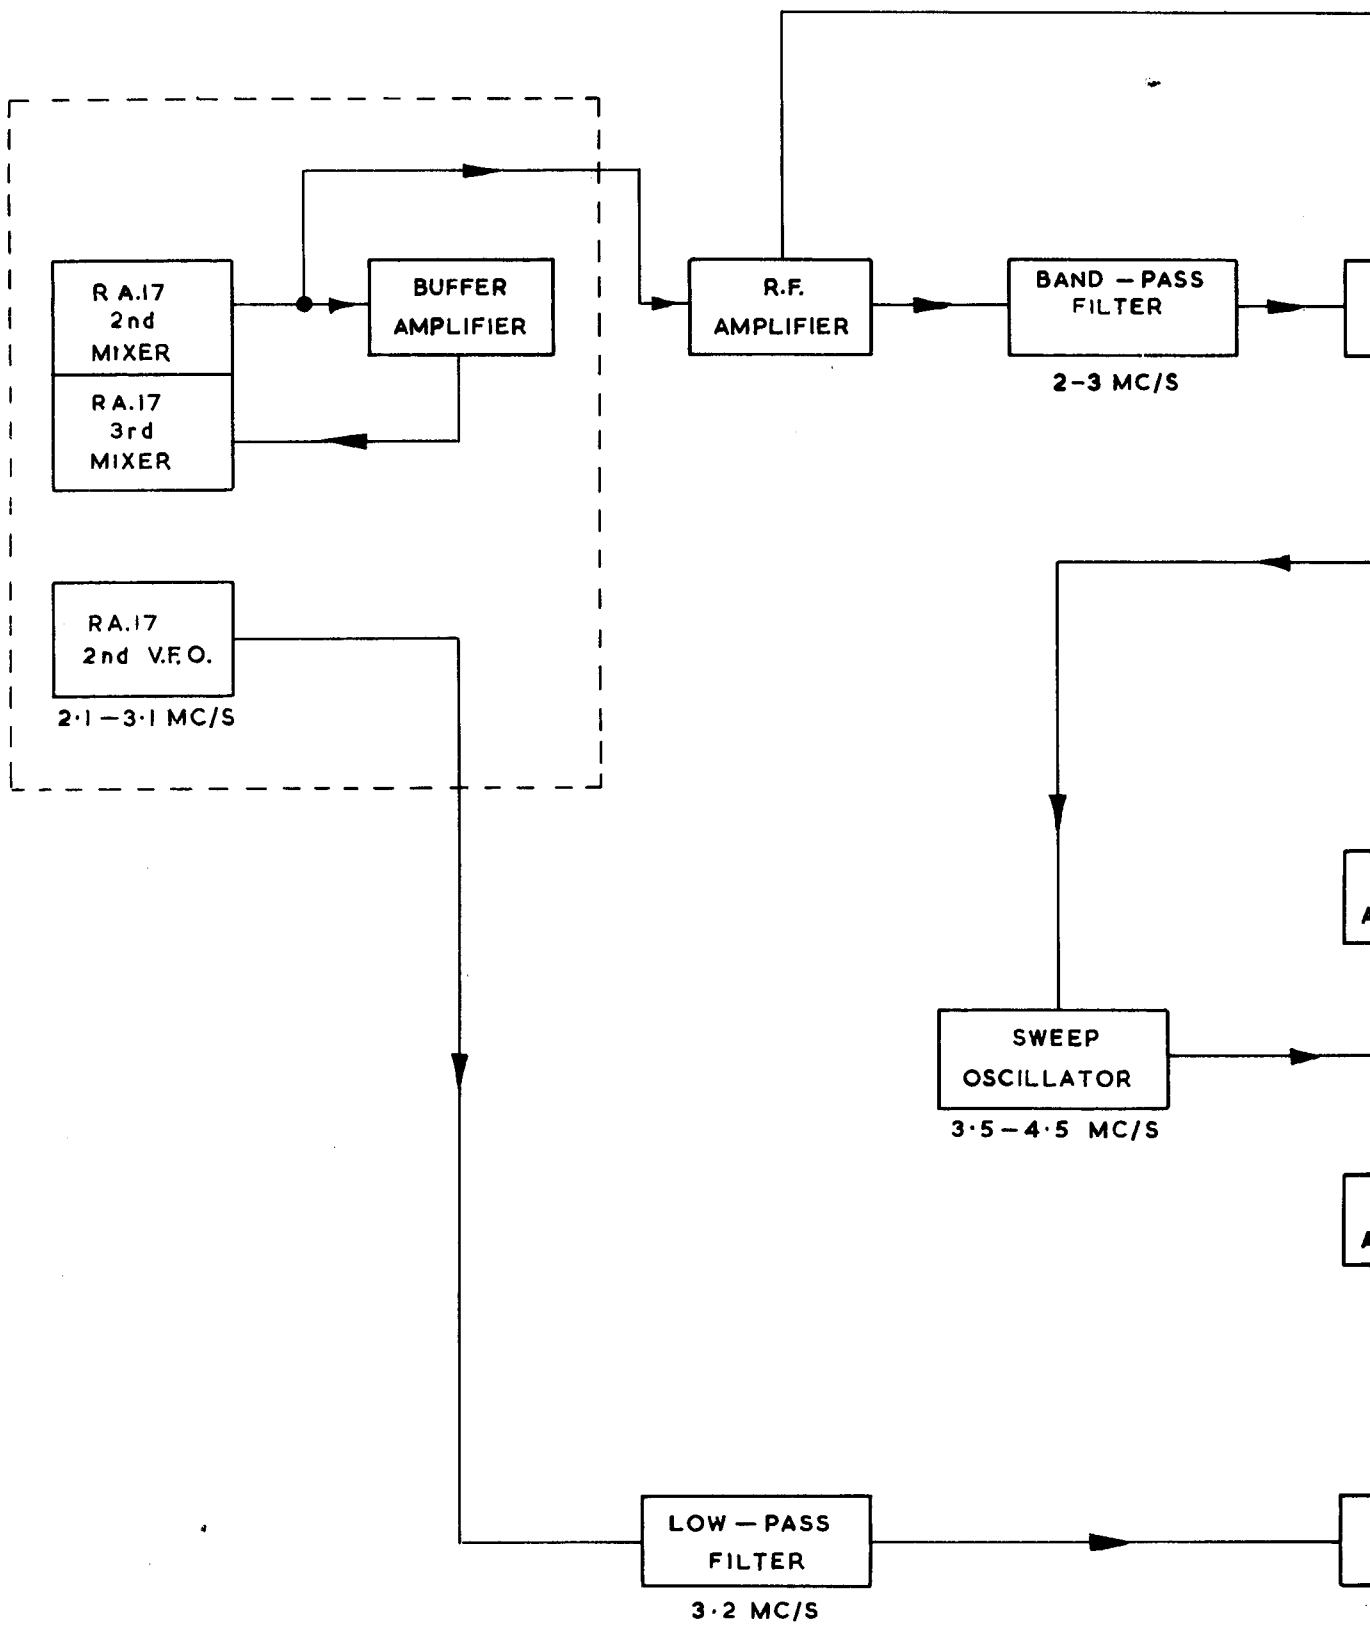 RA.17
2nd
MIXER
RA.17
3rd
MIXER
BUFFER
AMPLIFIER
R.F.
AMPLIFIER
BAND-PASS
FILTER
2-3 MC/S
RA.17
2nd V.F.O.
2·1-3·1 MC/S
SWEEP
OSCILLATOR
3·5-4·5 MC/S
LOW-PASS
FILTER
3·2 MC/S